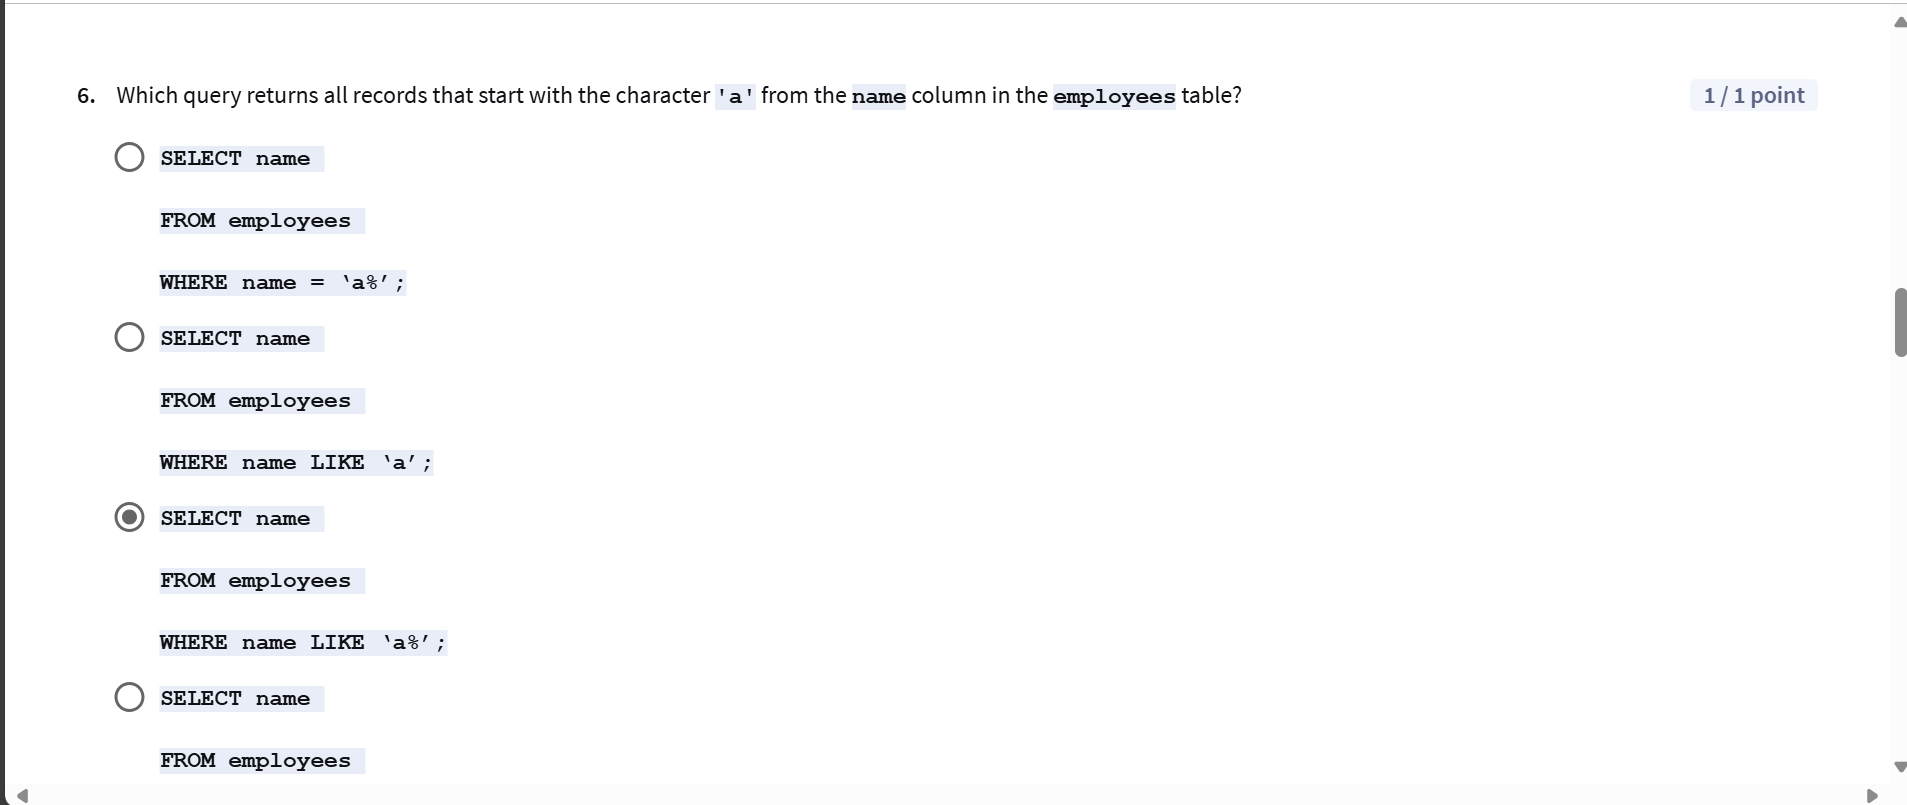 6. Which query returns all records that start with the character 'a' from the name column in the employees table?
1 / 1 point
SELECT name
FROM employees
WHERE name = ‘a%’;
SELECT name
FROM employees
WHERE name LIKE ‘a’;
SELECT name
FROM employees
WHERE name LIKE ‘a%’;
SELECT name
FROM employees